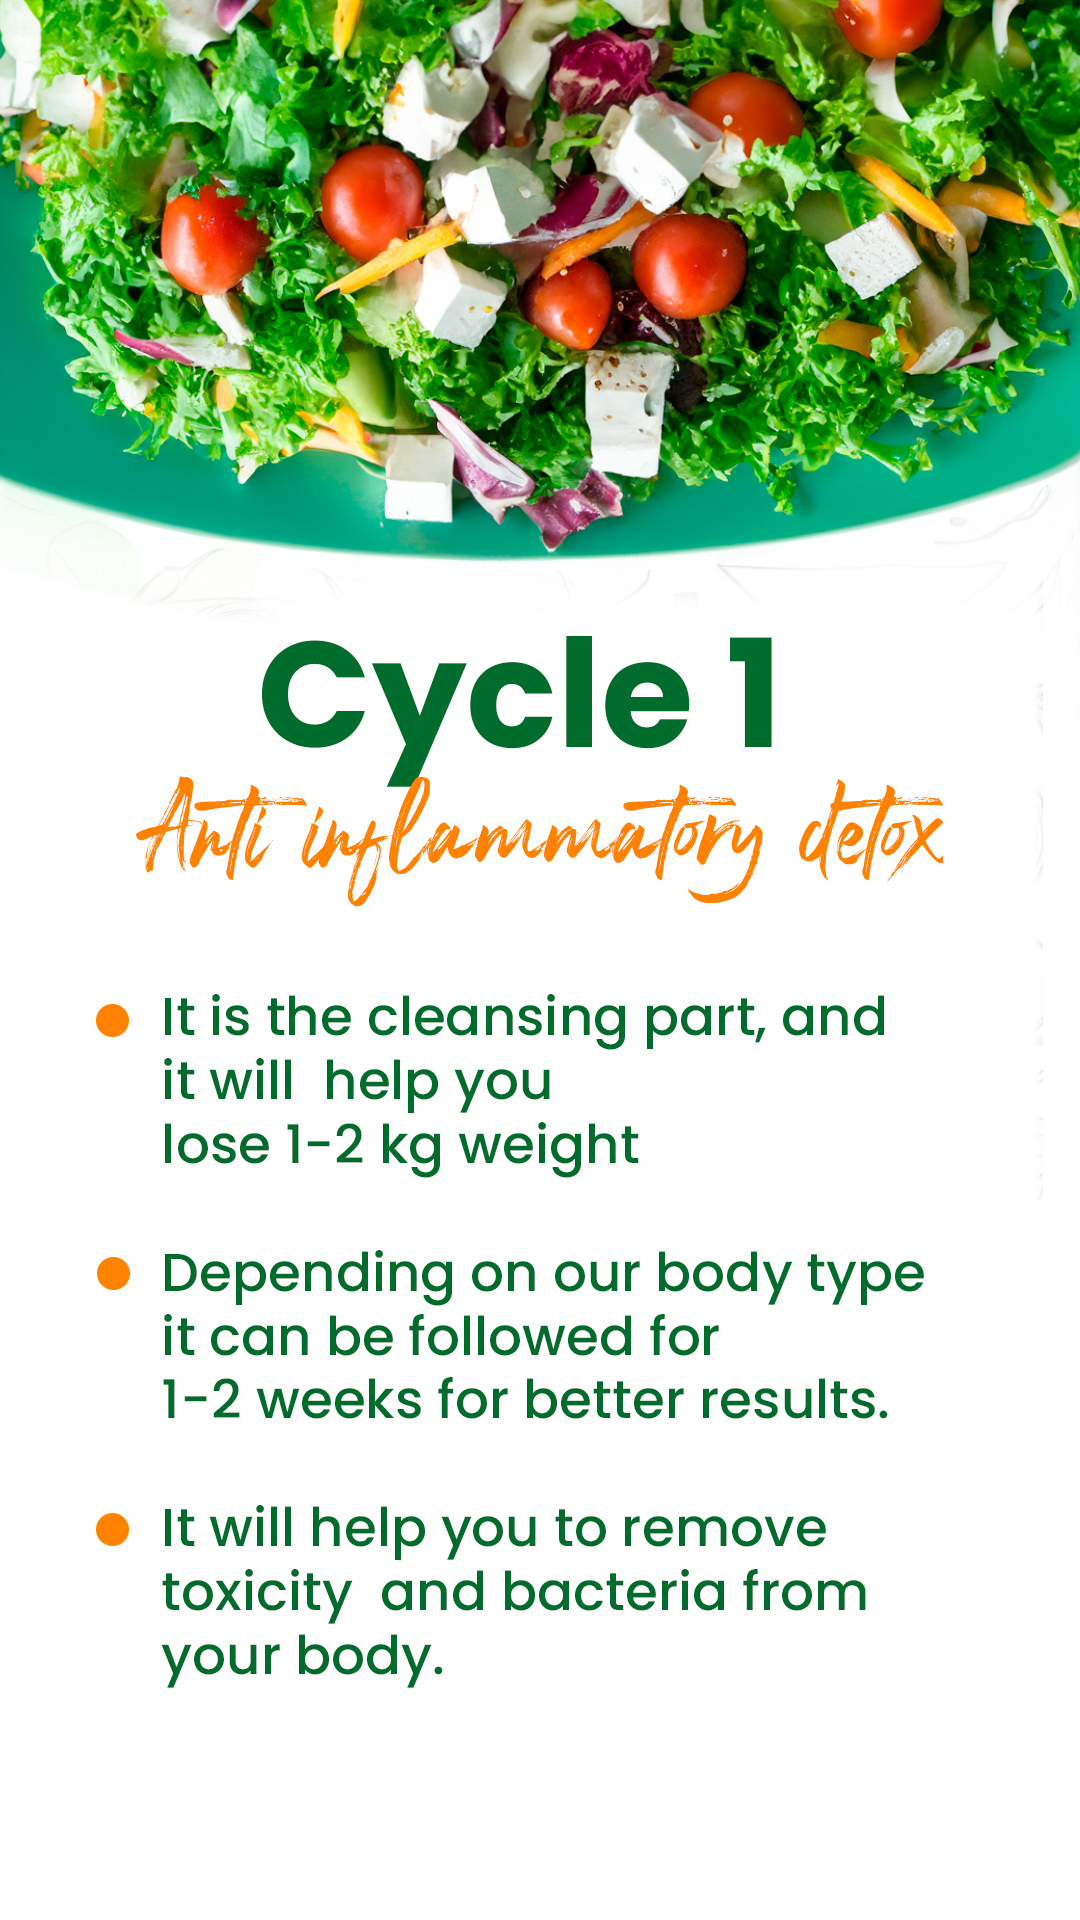 Cycle 1
Anti inflammatory detox
It is the cleansing part, and
it will  help you
lose 1-2 kg weight
Depending on our body type
it can be followed for
1-2 weeks for better results.
It will help you to remove
toxicity  and bacteria from
your body.